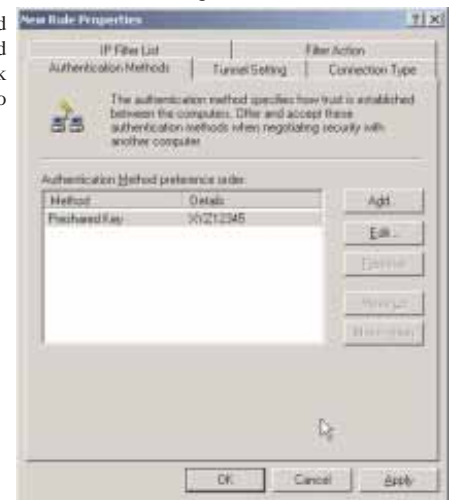 d
d
k
o
New Rule Properties
IP Filter List
Filter Action
Authentication Methods
Tunnel Setting
Connection Type
The authentication method specifies how trust is established
between the computers. Offer and accept these
authentication methods when negotiating security with
another computer.
Authentication Method preference order:
Method
Details
Preshared Key
XYZ12345
Add...
Edit...
Remove
Move up
Move down
OK
Cancel
Apply